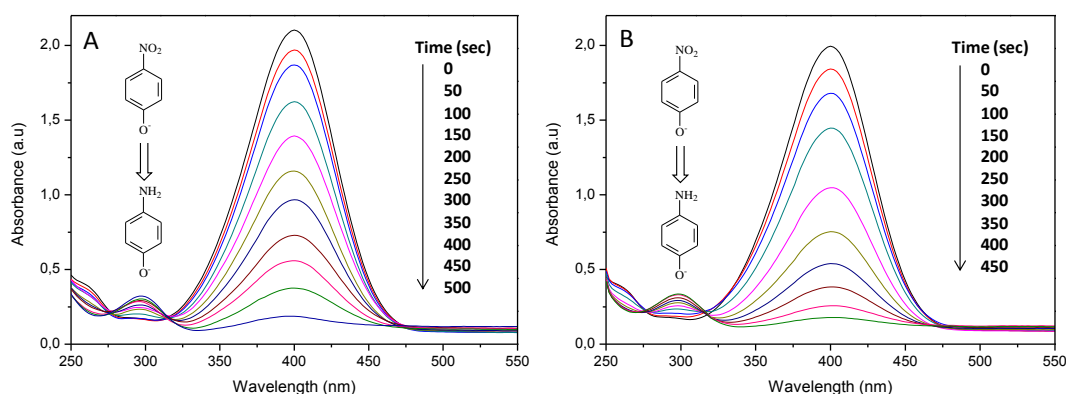 A
NO2
O-
NH2
O-
Time (sec)
0
50
100
150
200
250
300
350
400
450
500
2,0
1,5
1,0
0,5
0,0
Absorbance (a.u)
250 300 350 400 450 500 550
Wavelength (nm)
B
NO2
O-
NH2
O-
Time (sec)
0
50
100
150
200
250
300
350
400
450
2,0
1,5
1,0
0,5
0,0
Absorbance (a.u)
250 300 350 400 450 500 550
Wavelength (nm)